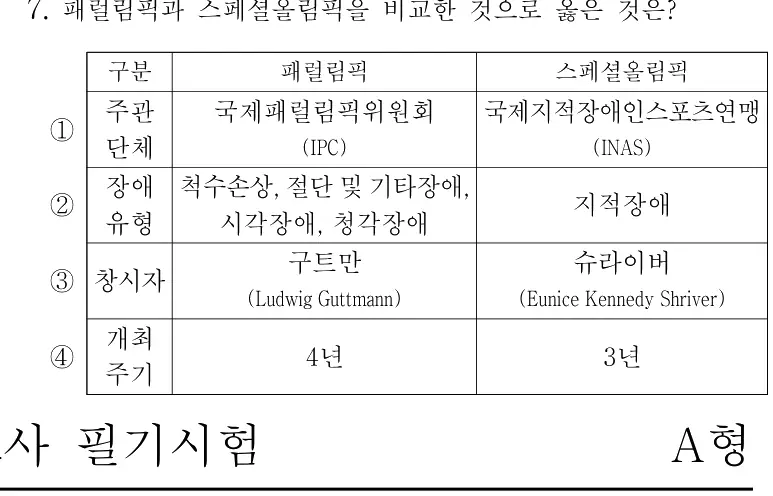 7. 패럴림픽과 스페셜올림픽을 비교한 것으로 옳은 것은?
구분 패럴림픽 스페셜올림픽
① 주관단체 국제패럴림픽위원회 (IPC) 국제지적장애인스포츠연맹 (INAS)
② 장애유형 척수손상, 절단 및 기타장애, 시각장애, 청각장애 지적장애
③ 창시자 구트만 (Ludwig Guttmann) 슈라이버 (Eunice Kennedy Shriver)
④ 개최주기 4년 3년
사 필기시험 A형